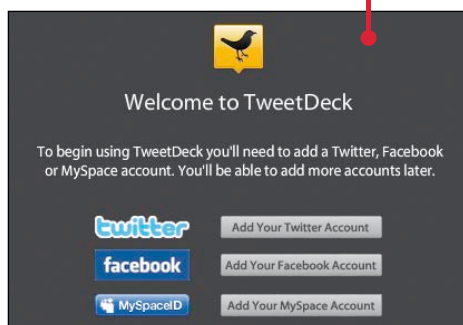 Welcome to TweetDeck
To begin using TweetDeck you'll need to add a Twitter, Facebook
or MySpace account. You'll be able to add more accounts later.
twitter
Add Your Twitter Account
facebook
Add Your Facebook Account
MySpaceID
Add Your MySpace Account